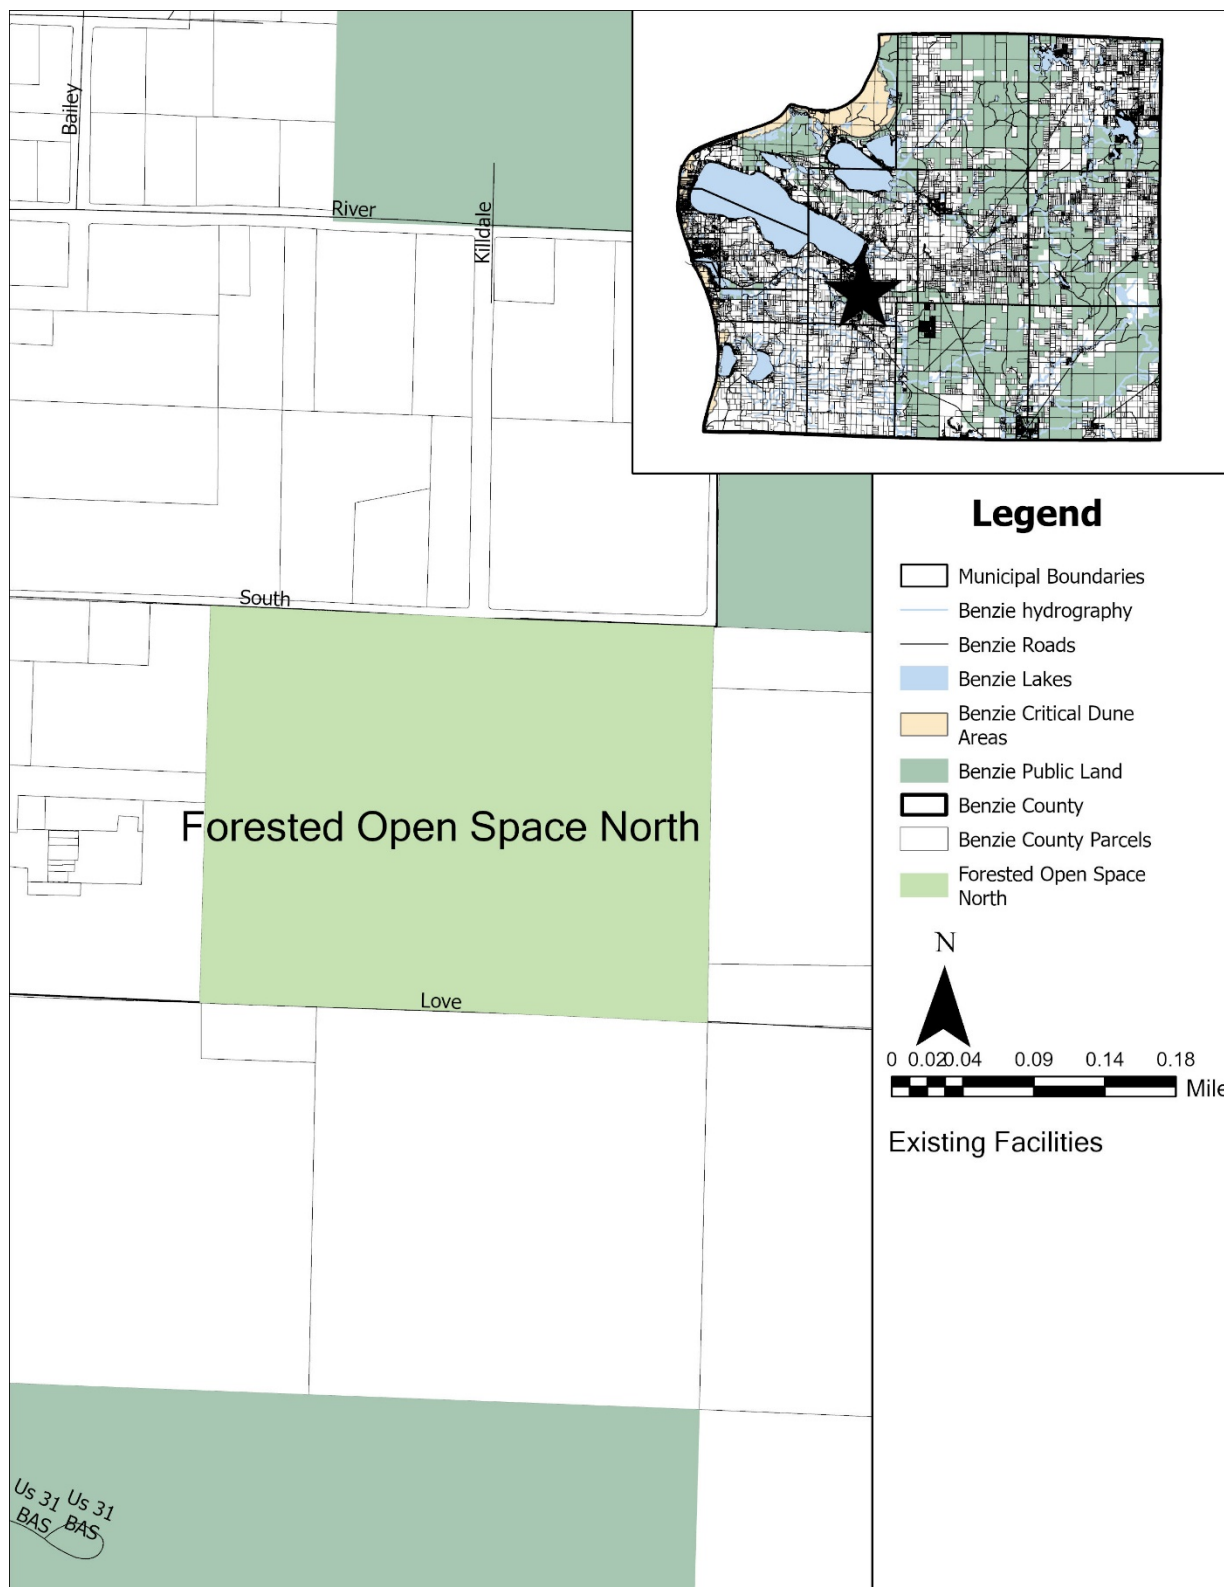 Bailey
River
Killdale
South
Forested Open Space North
Love
Us 31
BAS
Us 31
BAS
Legend
Municipal Boundaries
Benzie hydrography
Benzie Roads
Benzie Lakes
Benzie Critical Dune
Areas
Benzie Public Land
Benzie County
Benzie County Parcels
Forested Open Space
North
N
0 0.02 0.04 0.09 0.14 0.18
Mile
Existing Facilities